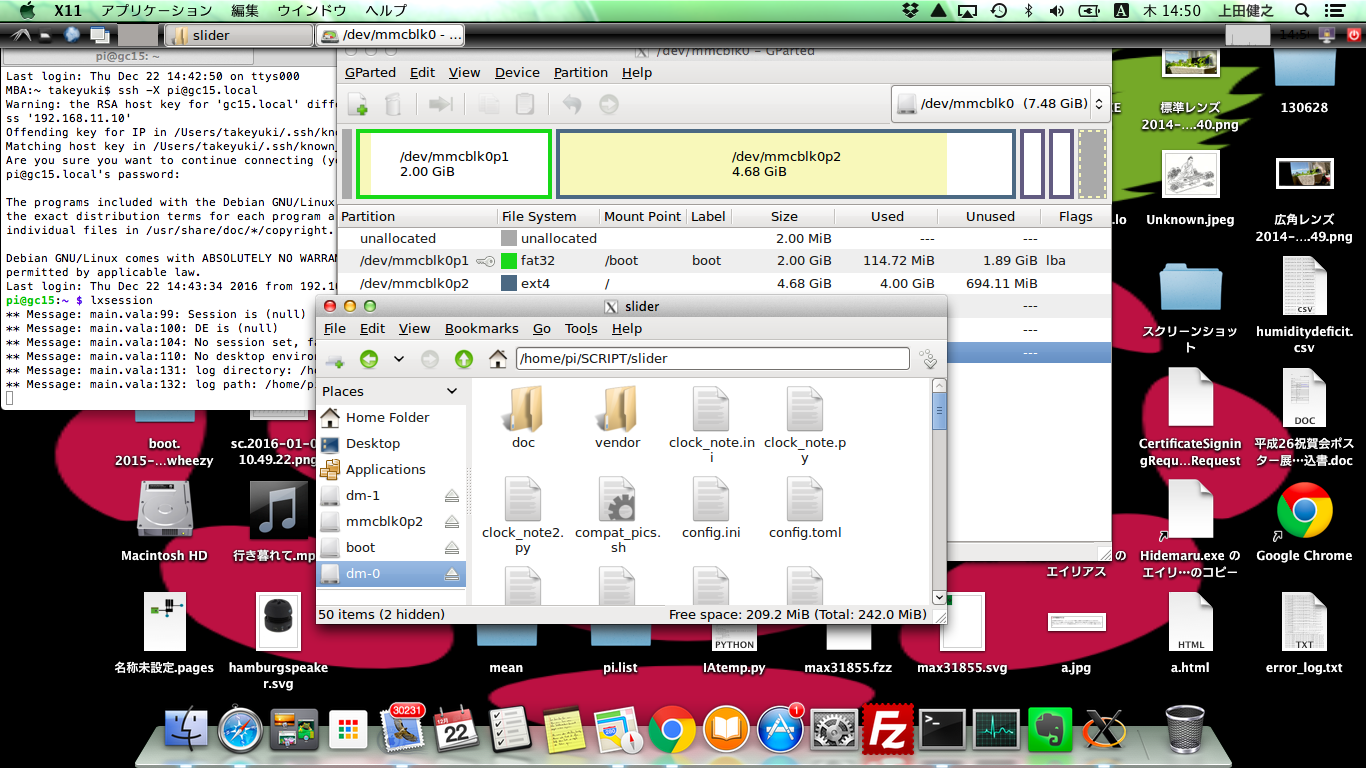 X11 アプリケーション 編集 ウインドウ ヘルプ
木 14:50 上田健之
slider
/dev/mmcblk0 - ...
pi@gc15: ~
Last login: Thu Dec 22 14:42:50 on ttys000
MBA:~ takeyuki$ ssh -X pi@gc15.local
Warning: the RSA host key for 'gc15.local' diffe
ss '192.168.11.10'
Offending key for IP in /Users/takeyuki/.ssh/kno
Matching host key in /Users/takeyuki/.ssh/known_
Are you sure you want to continue connecting (y
pi@gc15.local's password:
The programs included with the Debian GNU/Linux
the exact distribution terms for each program a
individual files in /usr/share/doc/*/copyright.
Debian GNU/Linux comes with ABSOLUTELY NO WARRAN
permitted by applicable law.
Last login: Thu Dec 22 14:43:34 2016 from 192.16
pi@gc15:~ $ lxsession
** Message: main.vala:99: Session is (null)
** Message: main.vala:100: DE is (null)
** Message: main.vala:104: No session set, fa
** Message: main.vala:110: No desktop environ
** Message: main.vala:131: log directory: /ho
** Message: main.vala:132: log path: /home/pi
/dev/mmcblk0 - GParted
GParted Edit View Device Partition Help
/dev/mmcblk0 (7.48 GiB)
/dev/mmcblk0p1
2.00 GiB
/dev/mmcblk0p2
4.68 GiB
Partition File System Mount Point Label Size Used Unused Flags
unallocated unallocated 2.00 MiB --- ---
/dev/mmcblk0p1 fat32 /boot boot 2.00 GiB 114.72 MiB 1.89 GiB lba
/dev/mmcblk0p2 ext4 / 4.68 GiB 4.00 GiB 694.11 MiB
---
---
---
slider
File Edit View Bookmarks Go Tools Help
/home/pi/SCRIPT/slider
Places
Home Folder
Desktop
Applications
dm-1
mmcblk0p2
boot
dm-0
doc
vendor
clock_note.in
i
clock_note.p
y
clock_note2.
py
compat_pics.
sh
config.ini
config.toml
50 items (2 hidden)
Free space: 209.2 MiB (Total: 242.0 MiB)
標準レンズ
2014-....40.png
130628
Unknown.jpeg
広角レンズ
2014-...49.png
スクリーンショッ
ト
CSV
humiditydeficit.
csv
CertificateSignin
gRequ...Request
DOC
平成26祝賀会ポス
ター展…込書.doc
boot.
2015-...wheezy
sc.2016-01-0
10.49.22.png
Macintosh HD
行き暮れて.mp
の
エイリアス
Hidemaru.exe の
エイリ…のコピー
Google Chrome
名称未設定.pages
hamburgspeake
r.svg
mean
pi.list
PYTHON
IAtemp.py
max31855.fzz
max31855.svg
a.jpg
HTML
a.html
TXT
error_log.txt
30231
12月
22
1